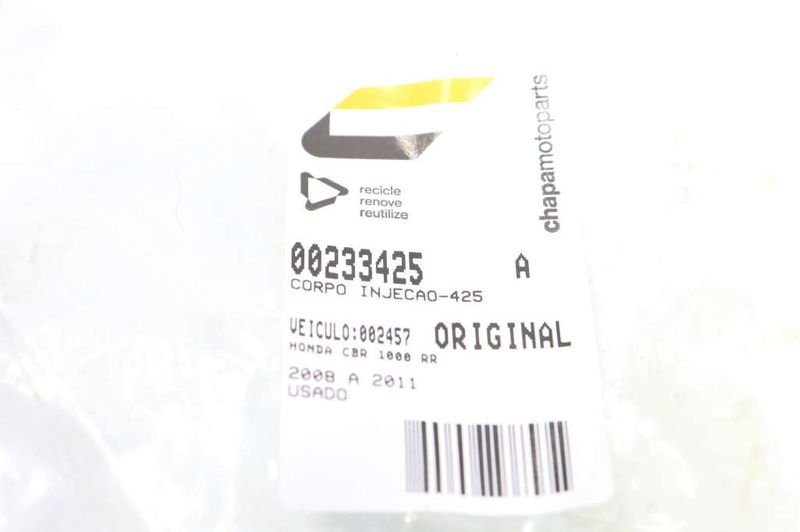 chapamotoparts
recicle
renove
reutilize
00233425 A
CORPO INJECAO-425
VEICULO:002457 ORIGINAL
HONDA CBR 1000 RR
2008 A 2011
USADO